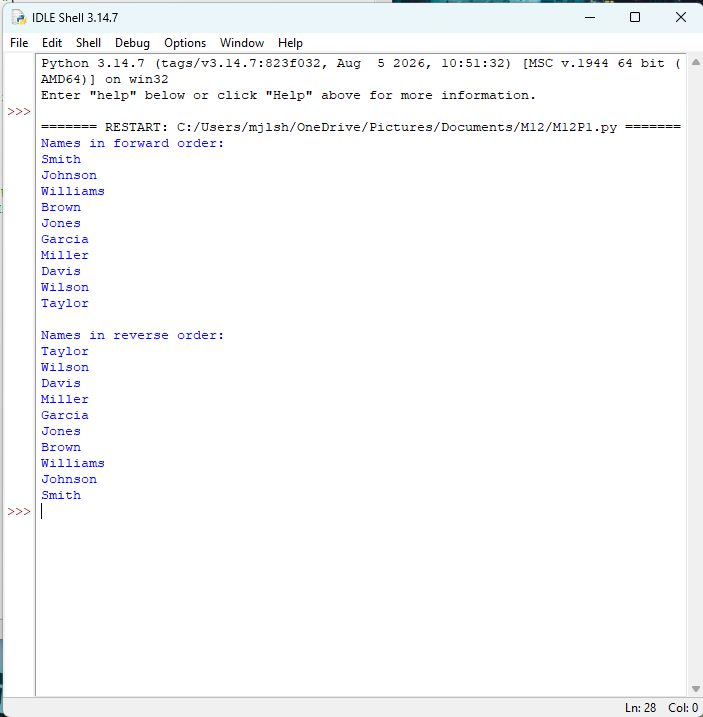 IDLE Shell 3.14.7
File Edit Shell Debug Options Window Help
Python 3.14.7 (tags/v3.14.7:823f032, Aug  5 2026, 10:51:32) [MSC v.1944 64 bit (
AMD64)] on win32
Enter "help" below or click "Help" above for more information.
>>>
======= RESTART: C:/Users/mjlsh/OneDrive/Pictures/Documents/M12/M12P1.py =======
Names in forward order:
Smith
Johnson
Williams
Brown
Jones
Garcia
Miller
Davis
Wilson
Taylor

Names in reverse order:
Taylor
Wilson
Davis
Miller
Garcia
Jones
Brown
Williams
Johnson
Smith
>>>
Ln: 28 Col: 0